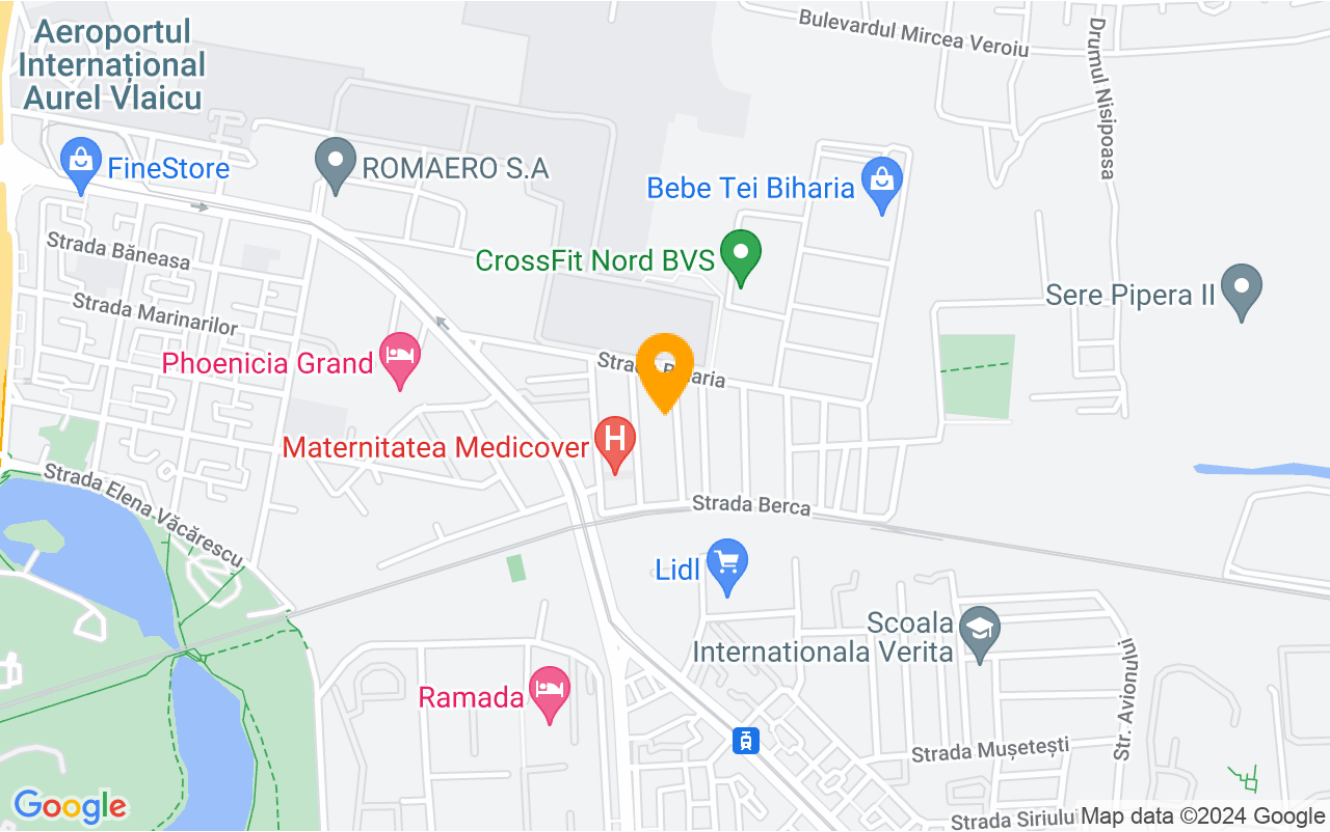 Aeroportul
Internațional
Aurel Vlaicu
Bulevardul Mircea Veroiu
Drumul Nisipoasa
FineStore
ROMAERO S.A
Bebe Tei Biharia
Strada Băneasa
CrossFit Nord BVS
Strada Marinarilor
Sere Pipera II
Phoenicia Grand
H
Maternitatea Medicover
Strada Elena Văcărescu
Strada Berca
Lidl
Scoala
Internationala Verita
Str. Avionului
Ramada
Strada Mușetești
Google
Strada Siriului
Map data ©2024 Google